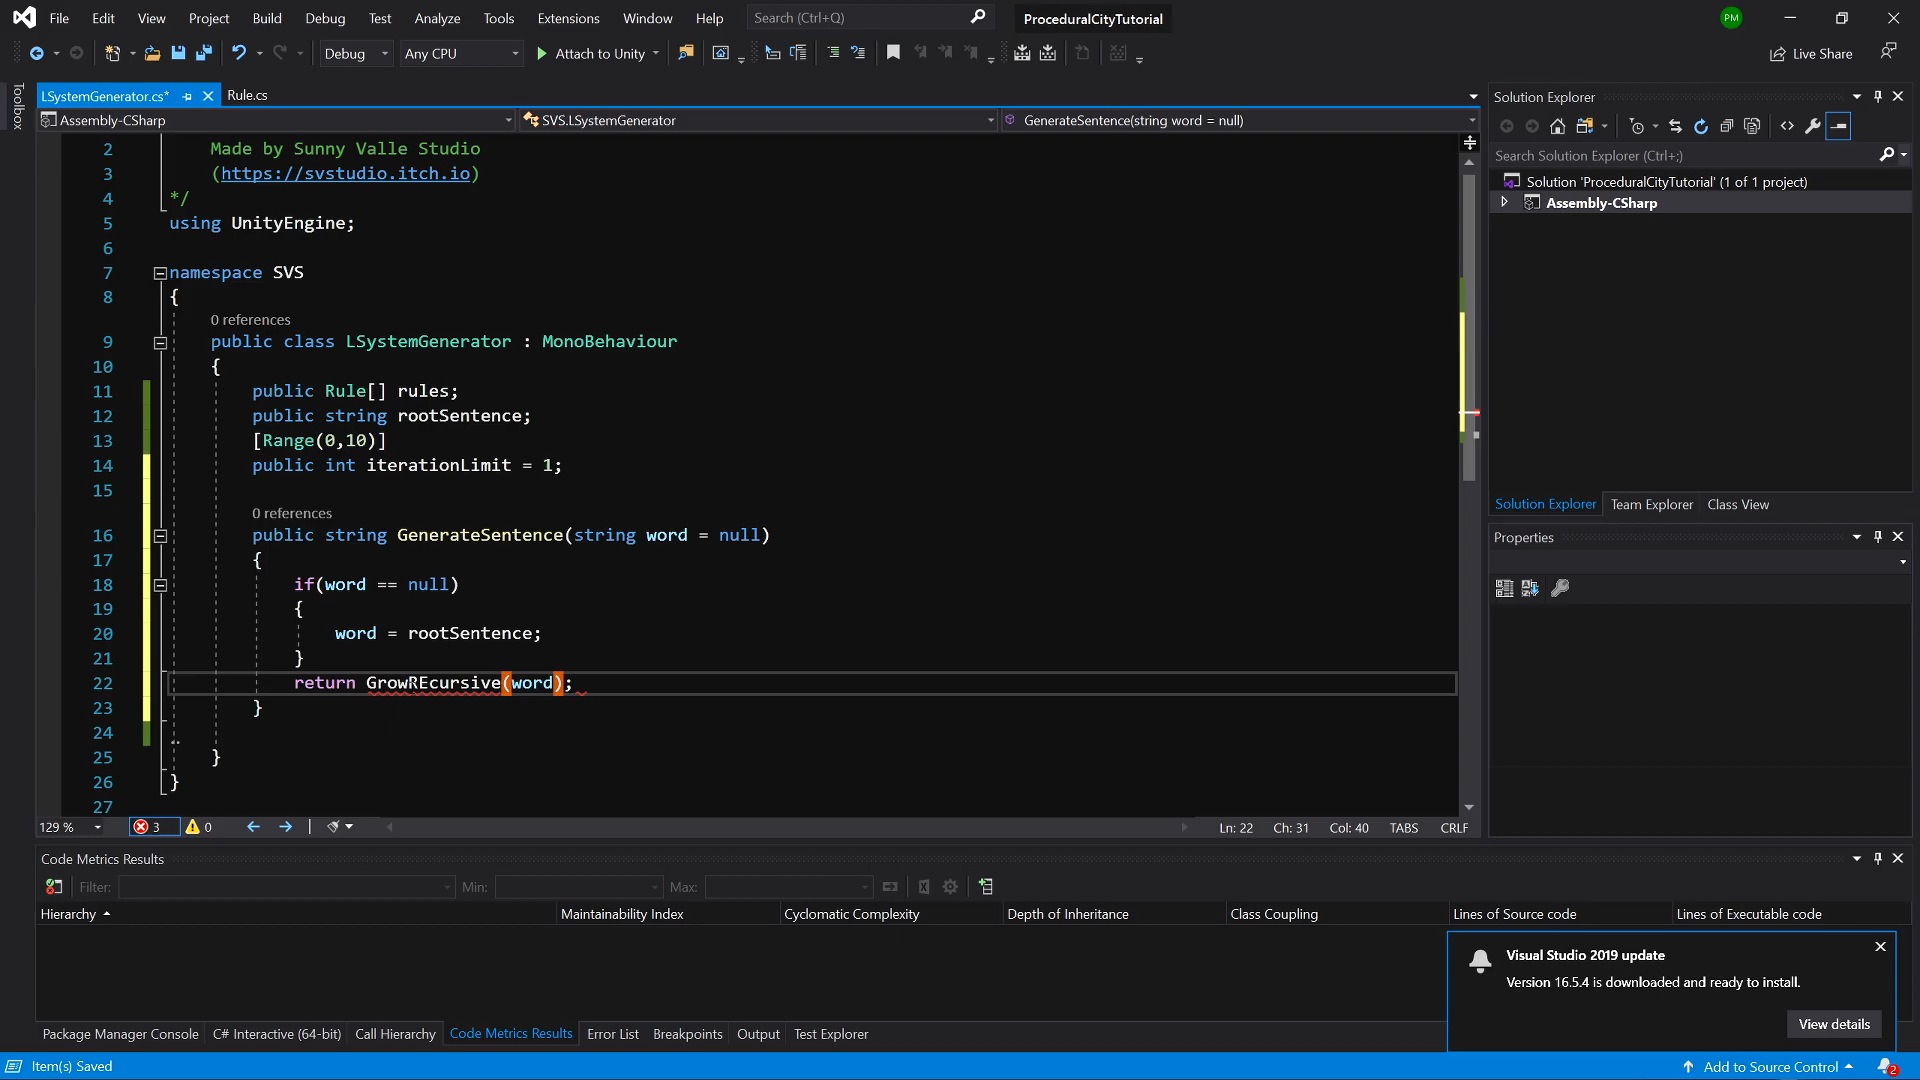 File Edit View Project Build Debug Test Analyze Tools Extensions Window Help Search (Ctrl+Q) ProceduralCityTutorial PM
Debug Any CPU Attach to Unity Live Share
Toolbox
LSystemGenerator.cs* Rule.cs
Assembly-CSharp SVS.LSystemGenerator GenerateSentence(string word = null)
2 Made by Sunny Valle Studio
3 (https://svstudio.itch.io)
4 */
5 using UnityEngine;
6
7 namespace SVS
8 {
0 references
9 public class LSystemGenerator : MonoBehaviour
10 {
11 public Rule[] rules;
12 public string rootSentence;
13 [Range(0,10)]
14 public int iterationLimit = 1;
15
0 references
16 public string GenerateSentence(string word = null)
17 {
18 if(word == null)
19 {
20 word = rootSentence;
21 }
22 return GrowREcursive(word);
23 }
24
25 }
26 }
27
129 % 3 0 Ln: 22 Ch: 31 Col: 40 TABS CRLF
Solution Explorer
Search Solution Explorer (Ctrl+;)
Solution 'ProceduralCityTutorial' (1 of 1 project)
Assembly-CSharp
Solution Explorer Team Explorer Class View
Properties
Code Metrics Results
Filter: Min: Max:
Hierarchy Maintainability Index Cyclomatic Complexity Depth of Inheritance Class Coupling Lines of Source code Lines of Executable code
Visual Studio 2019 update
Version 16.5.4 is downloaded and ready to install.
View details
Package Manager Console C# Interactive (64-bit) Call Hierarchy Code Metrics Results Error List Breakpoints Output Test Explorer
Item(s) Saved Add to Source Control 2